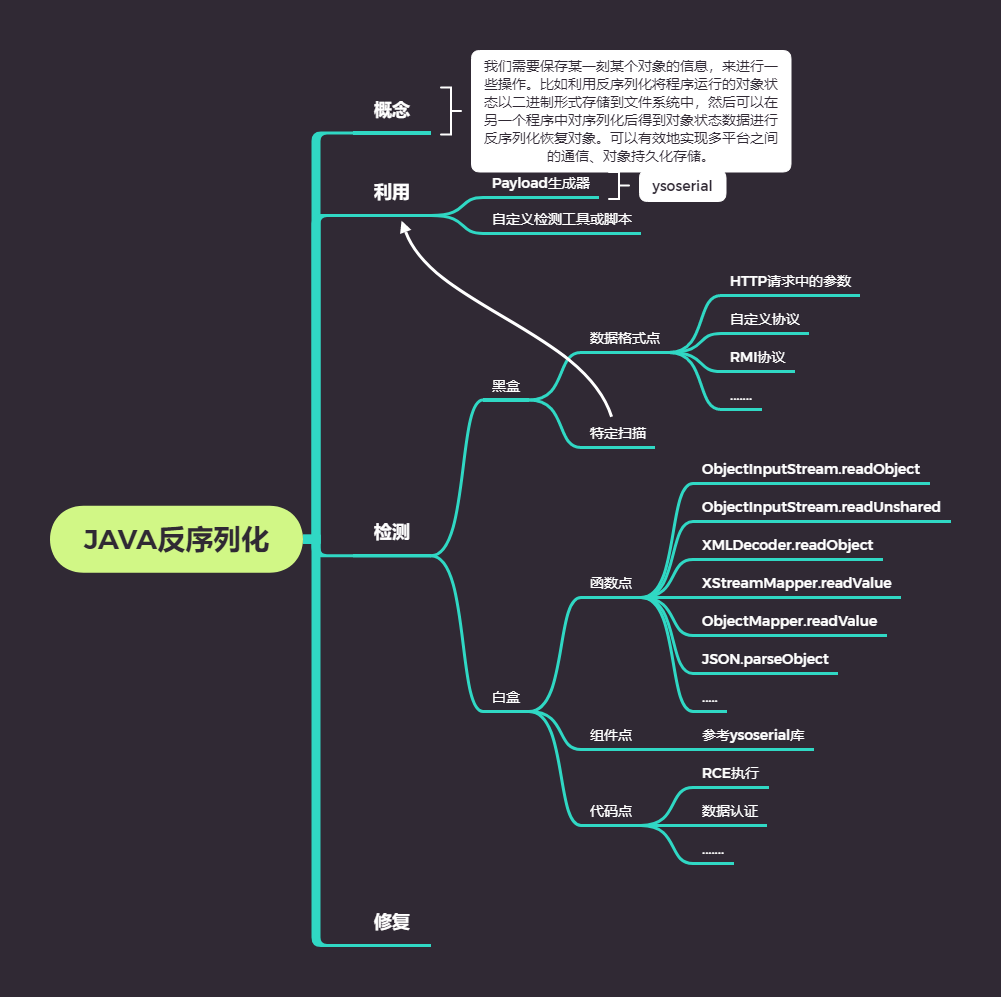 概念
我们需要保存某一刻某个对象的信息，来进行一
些操作。比如利用反序列化将程序运行的对象状
态以二进制形式存储到文件系统中，然后可以在
另一个程序中对序列化后得到对象状态数据进行
反序列化恢复对象。可以有效地实现多平台之间
的通信、对象持久化存储。
利用
Payload生成器
ysoserial
自定义检测工具或脚本
HTTP请求中的参数
数据格式点
自定义协议
RMI协议
黑盒
.......
特定扫描
ObjectInputStream.readObject
ObjectInputStream.readUnshared
JAVA反序列化
检测
XMLDecoder.readObject
函数点
XStreamMapper.readValue
ObjectMapper.readValue
JSON.parseObject
白盒
.....
组件点
参考ysoserial库
RCE执行
代码点
数据认证
.......
修复